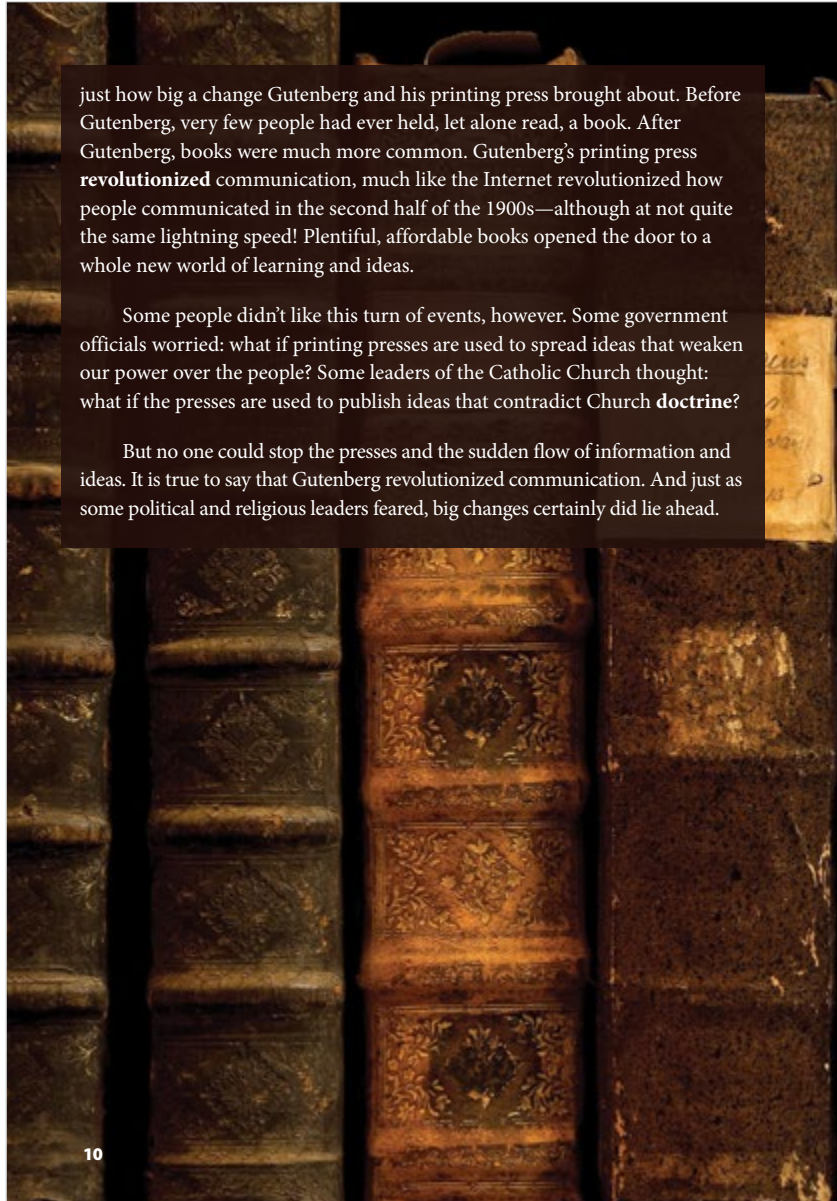 just how big a change Gutenberg and his printing press brought about. Before
Gutenberg, very few people had ever held, let alone read, a book. After
Gutenberg, books were much more common. Gutenberg’s printing press
revolutionized communication, much like the Internet revolutionized how
people communicated in the second half of the 1900s—although at not quite
the same lightning speed! Plentiful, affordable books opened the door to a
whole new world of learning and ideas.
Some people didn’t like this turn of events, however. Some government
officials worried: what if printing presses are used to spread ideas that weaken
our power over the people? Some leaders of the Catholic Church thought:
what if the presses are used to publish ideas that contradict Church doctrine?
But no one could stop the presses and the sudden flow of information and
ideas. It is true to say that Gutenberg revolutionized communication. And just as
some political and religious leaders feared, big changes certainly did lie ahead.
10